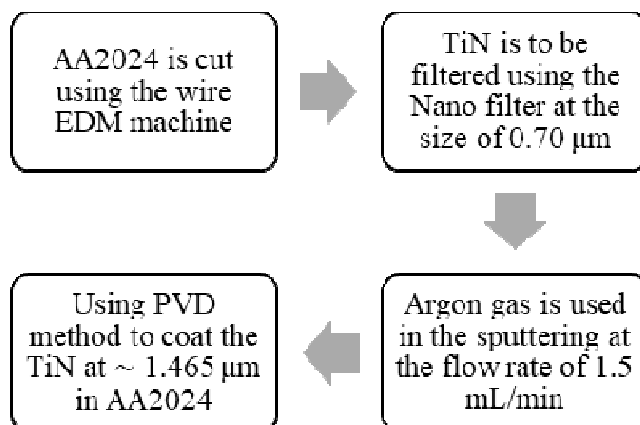 AA2024 is cut
using the wire
EDM machine
TiN is to be
filtered using the
Nano filter at the
size of 0.70 μm
Argon gas is used
in the sputtering at
the flow rate of 1.5
mL/min
Using PVD
method to coat the
TiN at ~ 1.465 μm
in AA2024